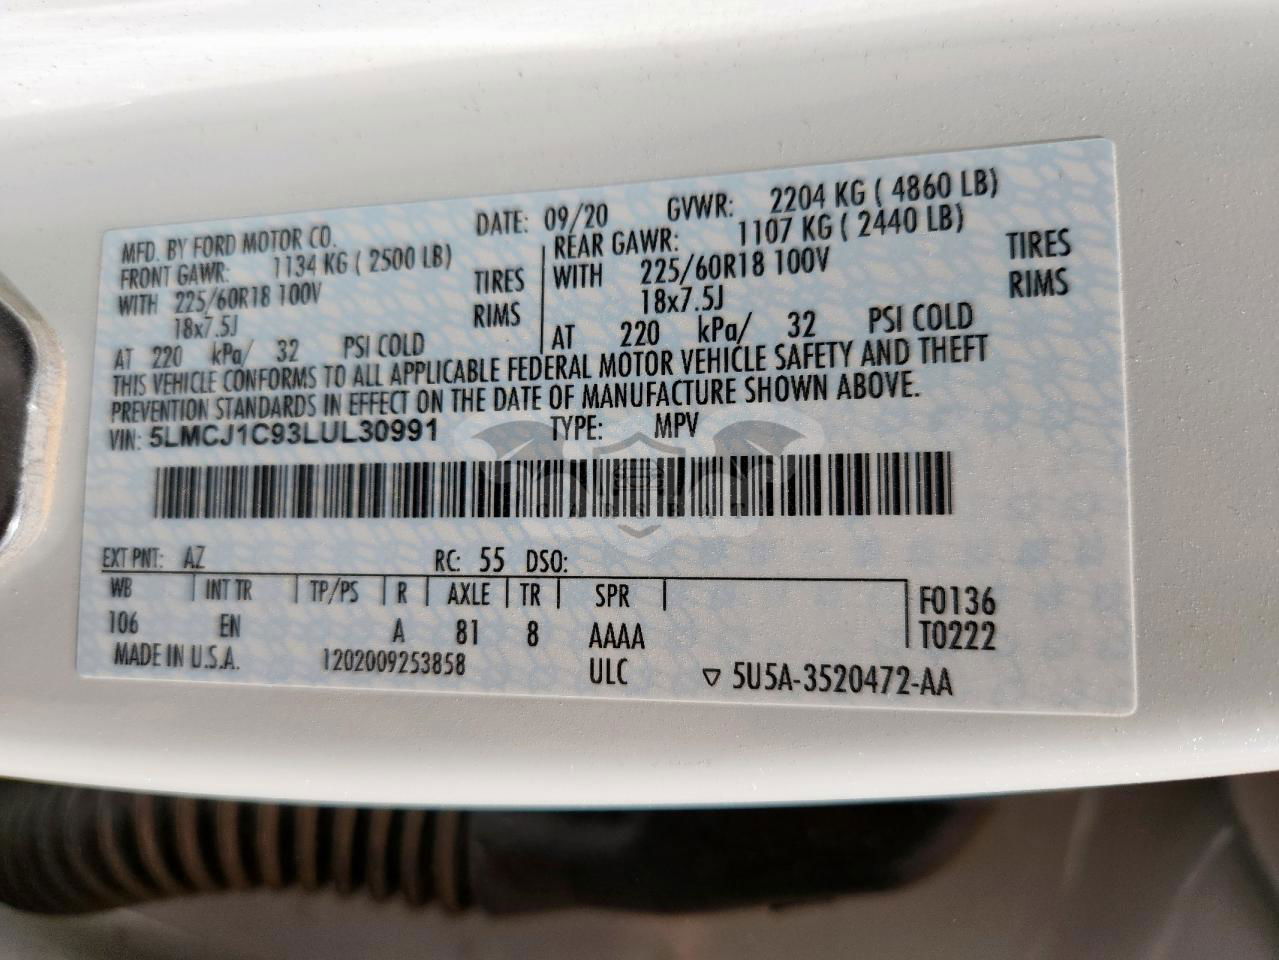 MFD. BY FORD MOTOR CO. DATE: 09/20 GVWR: 2204 KG ( 4860 LB)
FRONT GAWR: 1134 KG ( 2500 LB) REAR GAWR: 1107 KG ( 2440 LB)
WITH 225/60R18 100V TIRES WITH 225/60R18 100V TIRES
18x7.5J RIMS 18x7.5J RIMS
AT 220 kPa/ 32 PSI COLD AT 220 kPa/ 32 PSI COLD
THIS VEHICLE CONFORMS TO ALL APPLICABLE FEDERAL MOTOR VEHICLE SAFETY AND THEFT
PREVENTION STANDARDS IN EFFECT ON THE DATE OF MANUFACTURE SHOWN ABOVE.
VIN: 5LMCJ1C93LUL30991 TYPE: MPV
EXT PNT: AZ RC: 55 DSO:
WB INT TR TP/PS R AXLE TR SPR F0136
106 EN A 81 8 AAAA T0222
MADE IN U.S.A. 1202009253858 ULC ▽ 5U5A-3520472-AA